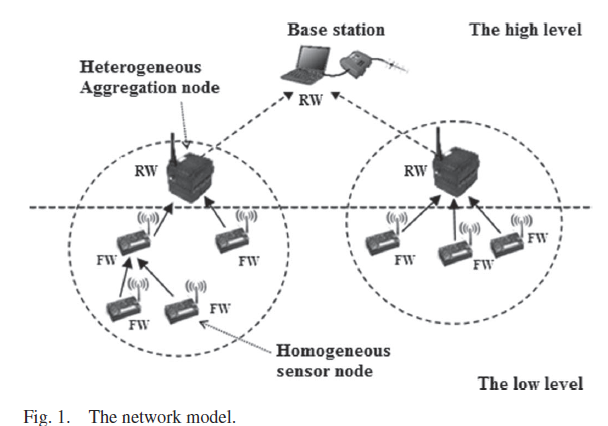 Base station
The high level
Heterogeneous
Aggregation node
RW
RW
RW
FW
FW
FW
FW
FW
FW
FW
Homogeneous
sensor node
The low level
Fig. 1. The network model.